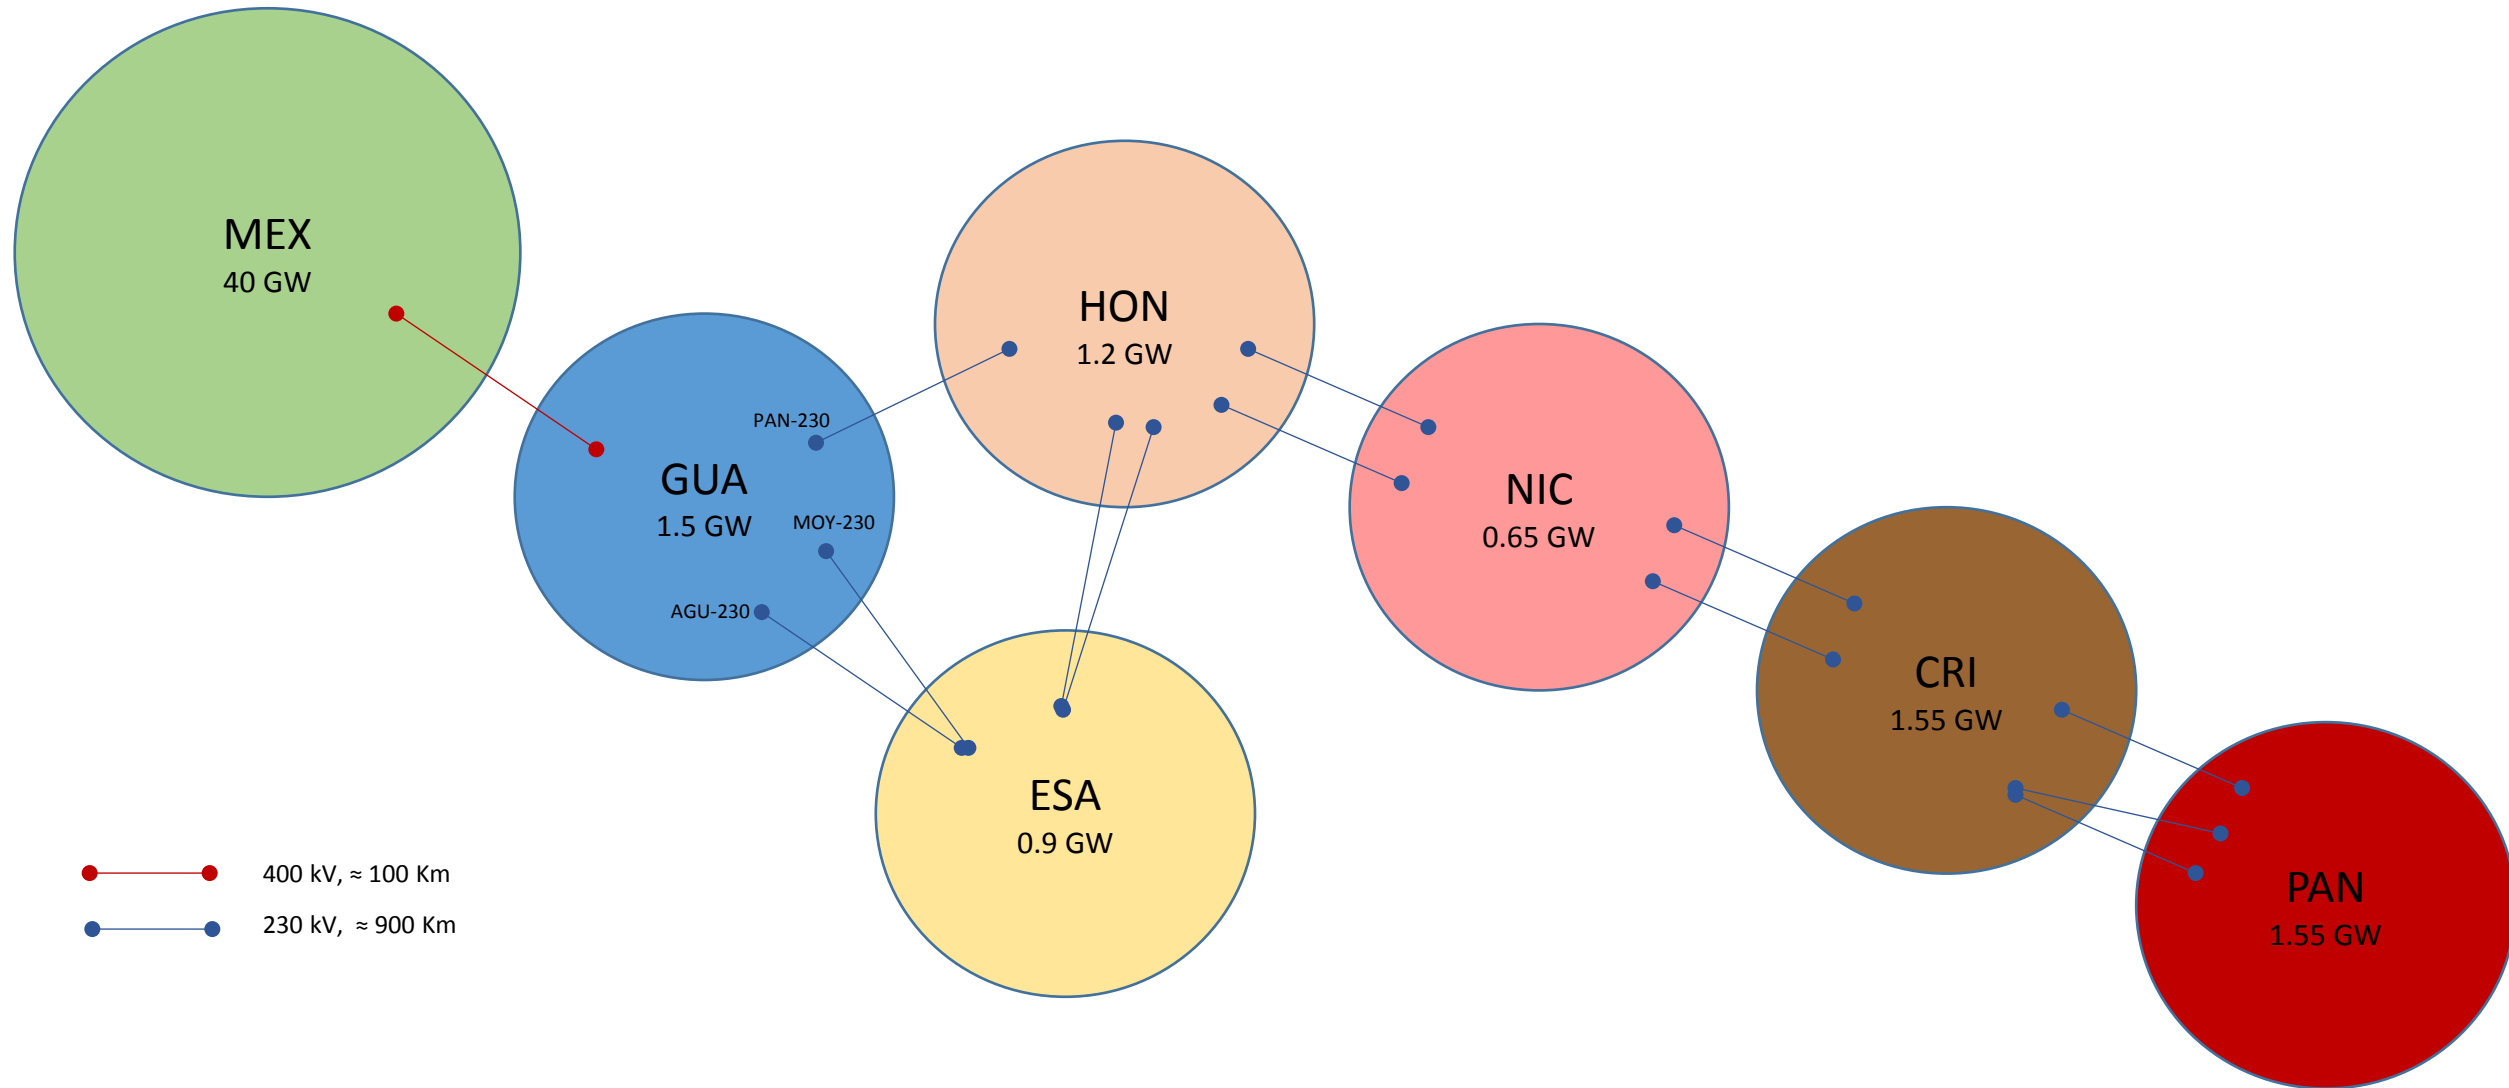 MEX
40 GW
HON
1.2 GW
PAN-230
GUA
1.5 GW
MOY-230
AGU-230
NIC
0.65 GW
CRI
1.55 GW
ESA
0.9 GW
PAN
1.55 GW
400 kV, ≈ 100 Km
230 kV, ≈ 900 Km